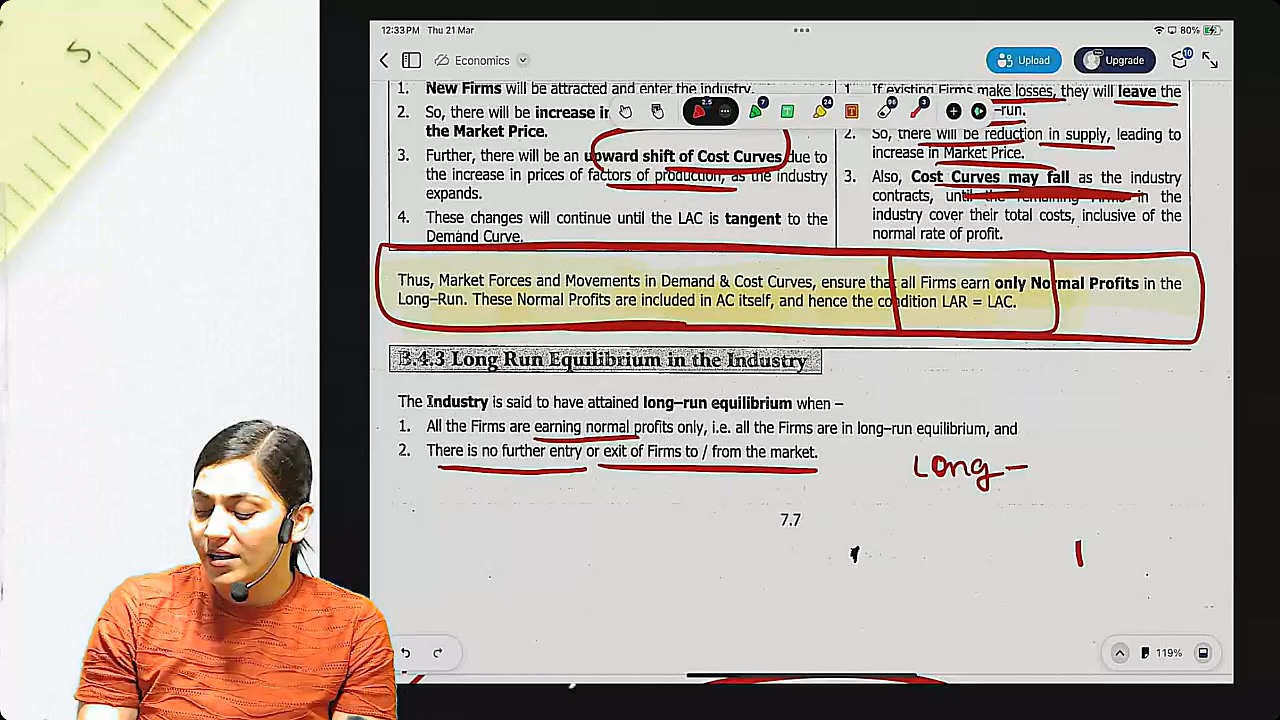 5
12:33 PM Thu 21 Mar
80%
Economics
Upload
Upgrade
10
2.5
7
24
96
3
1. New Firms will be attracted and enter the industry.
2. So, there will be increase in
the Market Price.
3. Further, there will be an upward shift of Cost Curves due to
the increase in prices of factors of production, as the industry
expands.
4. These changes will continue until the LAC is tangent to the
Demand Curve.
1. If existing Firms make losses, they will leave the
–run.
2. So, there will be reduction in supply, leading to
increase in Market Price.
3. Also, Cost Curves may fall as the industry
contracts, until the remaining Firms in the
industry cover their total costs, inclusive of the
normal rate of profit.
Thus, Market Forces and Movements in Demand & Cost Curves, ensure that all Firms earn only Normal Profits in the
Long–Run. These Normal Profits are included in AC itself, and hence the condition LAR = LAC.
3.4.3 Long Run Equilibrium in the Industry
The Industry is said to have attained long–run equilibrium when –
1. All the Firms are earning normal profits only, i.e. all the Firms are in long–run equilibrium, and
2. There is no further entry or exit of Firms to / from the market.
Long –
7.7
119%